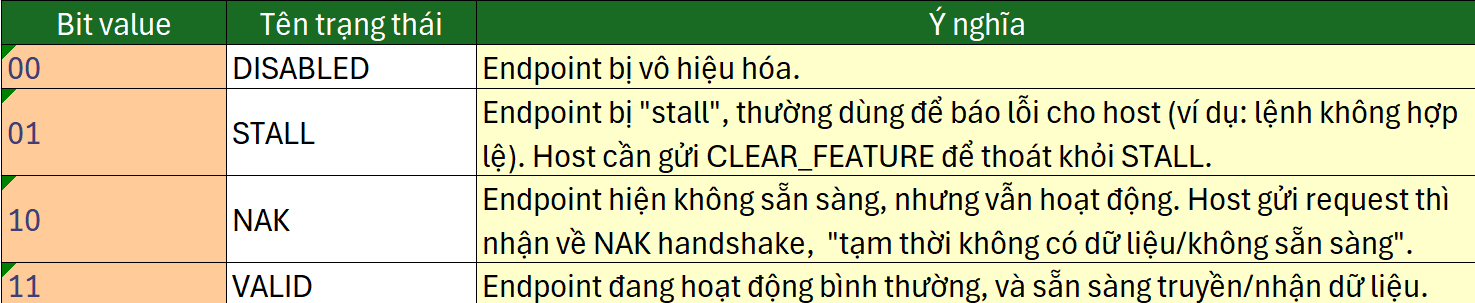 Bit value Tên trạng thái Ý nghĩa
00 DISABLED Endpoint bị vô hiệu hóa.
01 STALL Endpoint bị "stall", thường dùng để báo lỗi cho host (ví dụ: lệnh không hợp
lệ). Host cần gửi CLEAR_FEATURE để thoát khỏi STALL.
10 NAK Endpoint hiện không sẵn sàng, nhưng vẫn hoạt động. Host gửi request thì
nhận về NAK handshake, "tạm thời không có dữ liệu/không sẵn sàng".
11 VALID Endpoint đang hoạt động bình thường, và sẵn sàng truyền/nhận dữ liệu.